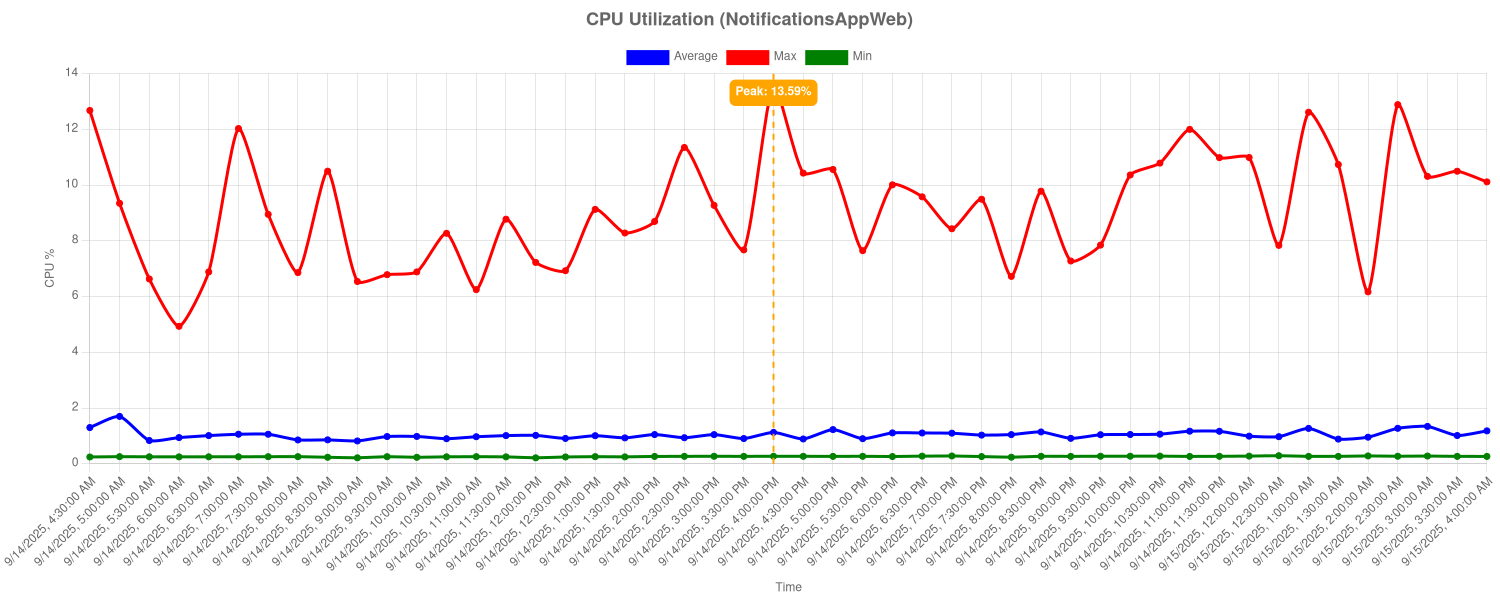 CPU Utilization (NotificationsAppWeb)
Average Max Min
Peak: 13.59%
14
12
10
8
6
4
2
0
CPU %
9/14/2025, 4:30:00 AM
9/14/2025, 5:00:00 AM
9/14/2025, 5:30:00 AM
9/14/2025, 6:00:00 AM
9/14/2025, 6:30:00 AM
9/14/2025, 7:00:00 AM
9/14/2025, 7:30:00 AM
9/14/2025, 8:00:00 AM
9/14/2025, 8:30:00 AM
9/14/2025, 9:00:00 AM
9/14/2025, 9:30:00 AM
9/14/2025, 10:00:00 AM
9/14/2025, 10:30:00 AM
9/14/2025, 11:00:00 AM
9/14/2025, 11:30:00 AM
9/14/2025, 12:00:00 PM
9/14/2025, 12:30:00 PM
9/14/2025, 1:00:00 PM
9/14/2025, 1:30:00 PM
9/14/2025, 2:00:00 PM
9/14/2025, 2:30:00 PM
9/14/2025, 3:00:00 PM
9/14/2025, 3:30:00 PM
9/14/2025, 4:00:00 PM
9/14/2025, 4:30:00 PM
9/14/2025, 5:00:00 PM
9/14/2025, 5:30:00 PM
9/14/2025, 6:00:00 PM
9/14/2025, 6:30:00 PM
9/14/2025, 7:00:00 PM
9/14/2025, 7:30:00 PM
9/14/2025, 8:00:00 PM
9/14/2025, 8:30:00 PM
9/14/2025, 9:00:00 PM
9/14/2025, 9:30:00 PM
9/14/2025, 10:00:00 PM
9/14/2025, 10:30:00 PM
9/14/2025, 11:00:00 PM
9/14/2025, 11:30:00 PM
9/15/2025, 12:00:00 AM
9/15/2025, 12:30:00 AM
9/15/2025, 1:00:00 AM
9/15/2025, 1:30:00 AM
9/15/2025, 2:00:00 AM
9/15/2025, 2:30:00 AM
9/15/2025, 3:00:00 AM
9/15/2025, 3:30:00 AM
9/15/2025, 4:00:00 AM
Time